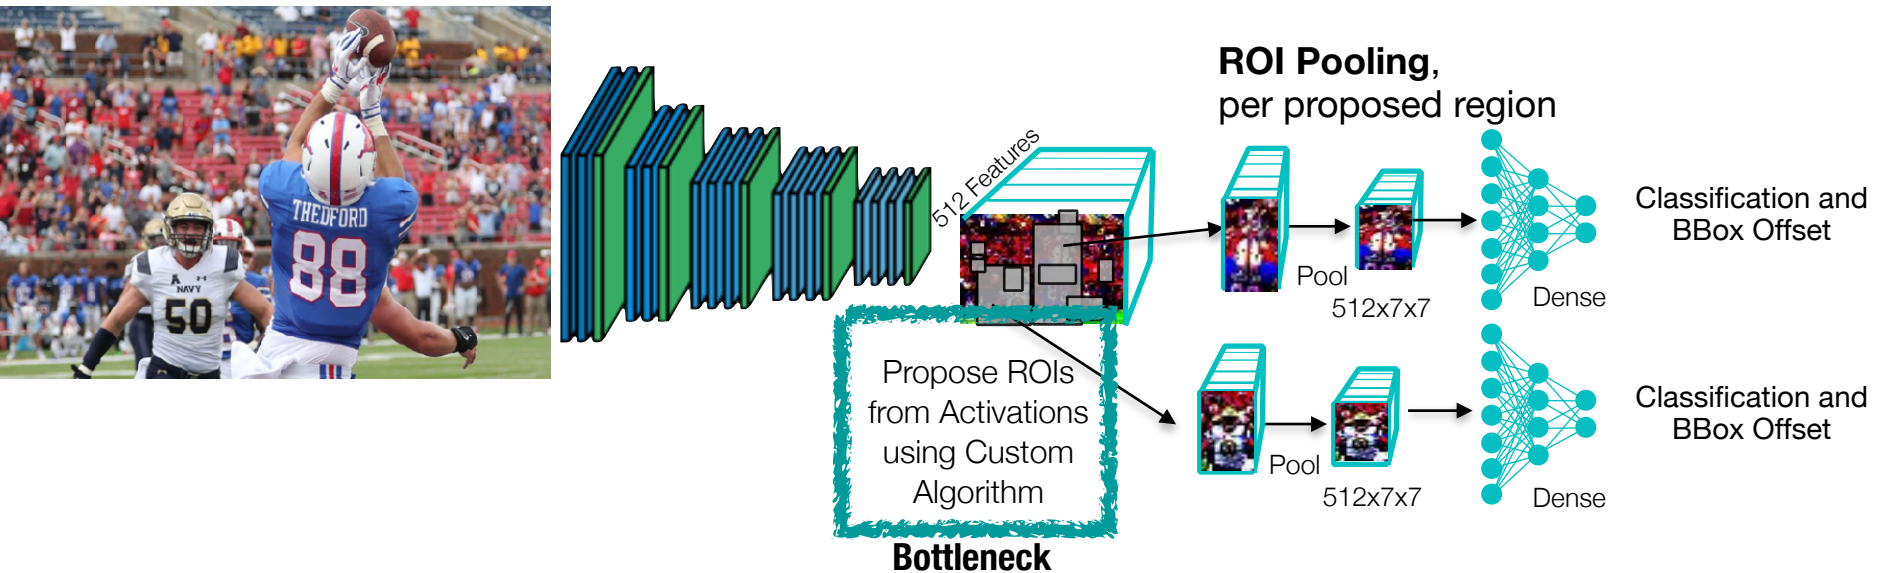 THEDFORD
88
A
NAVY
50
512 Features
ROI Pooling,
per proposed region
Pool
512x7x7
Dense
Classification and
BBox Offset
Propose ROIs
from Activations
using Custom
Algorithm
Bottleneck
Pool
512x7x7
Dense
Classification and
BBox Offset